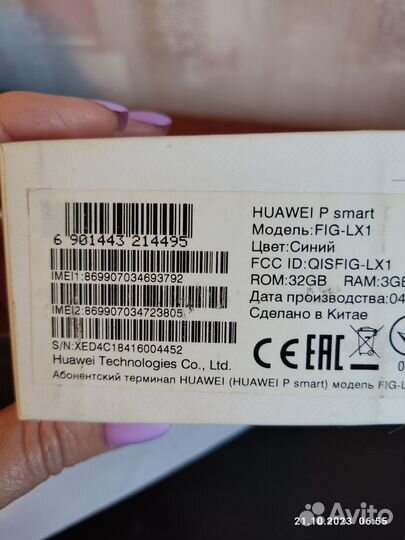 6 901443 214495
IMEI1:869907034693792
IMEI2:869907034723805
S/N:XED4C18416004452
Huawei Technologies Co., Ltd.
HUAWEI P smart
Модель:FIG-LX1
Цвет:Синий
FCC ID:QISFIG-LX1
ROM:32GB RAM:3GB
Дата производства:04
Сделано в Китае
CE EAC
Абонентский терминал HUAWEI (HUAWEI P smart) модель FIG-L
21.10.2023 06:55
Avito